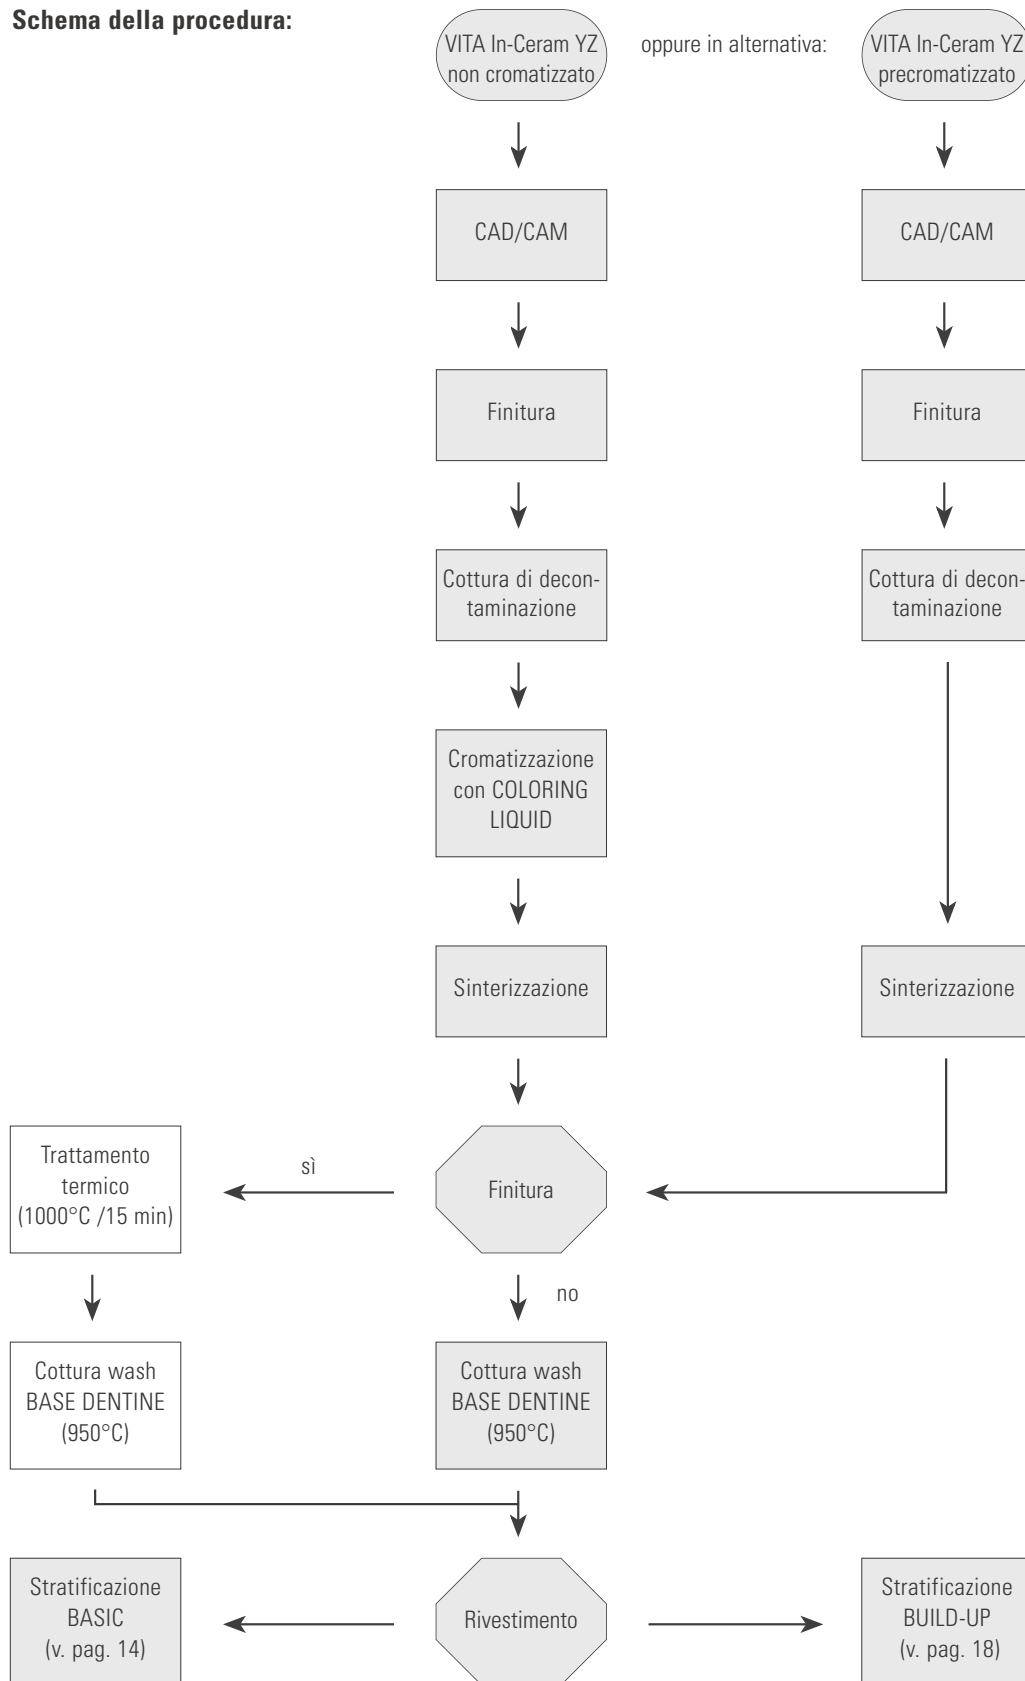 Schema della procedura:
VITA In-Ceram YZ
non cromatizzato
oppure in alternativa:
VITA In-Ceram YZ
precromatizzato
CAD/CAM
CAD/CAM
Finitura
Finitura
Cottura di decon-
taminazione
Cottura di decon-
taminazione
Cromatizzazione
con COLORING
LIQUID
Sinterizzazione
Sinterizzazione
Trattamento
termico
(1000°C /15 min)
sì
Finitura
no
Cottura wash
BASE DENTINE
(950°C)
Cottura wash
BASE DENTINE
(950°C)
Stratificazione
BASIC
(v. pag. 14)
Rivestimento
Stratificazione
BUILD-UP
(v. pag. 18)